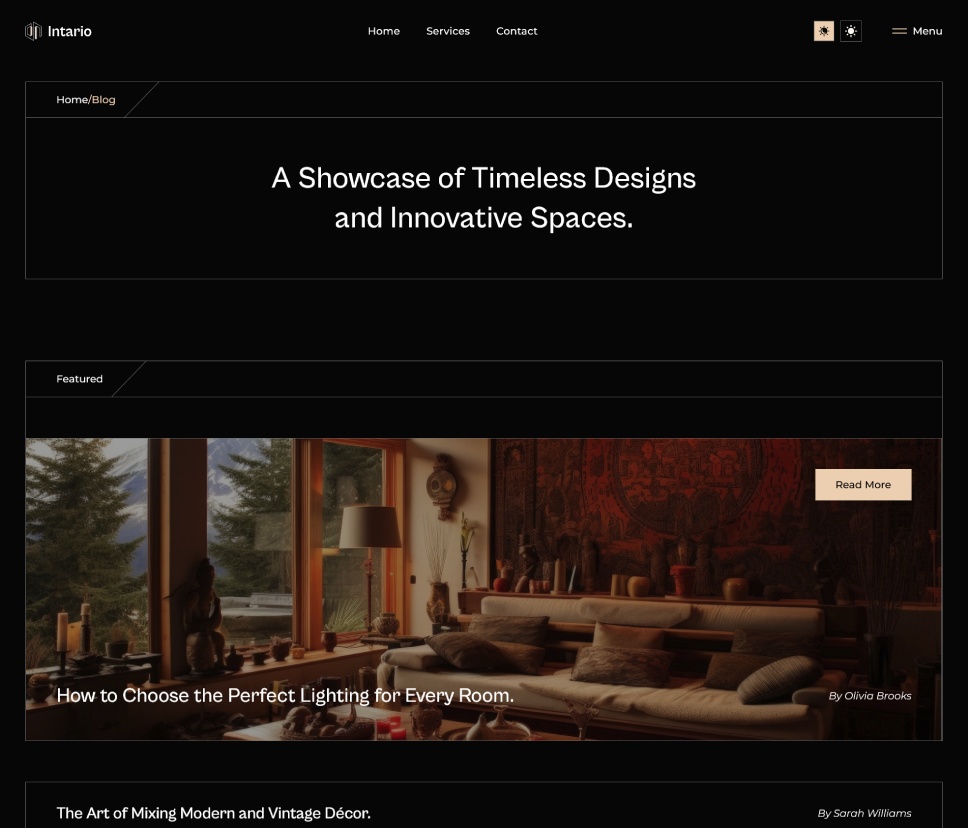 Intario
Home Services Contact
Menu
Home/Blog
A Showcase of Timeless Designs
and Innovative Spaces.
Featured
Read More
How to Choose the Perfect Lighting for Every Room.
By Olivia Brooks
The Art of Mixing Modern and Vintage Décor.
By Sarah Williams